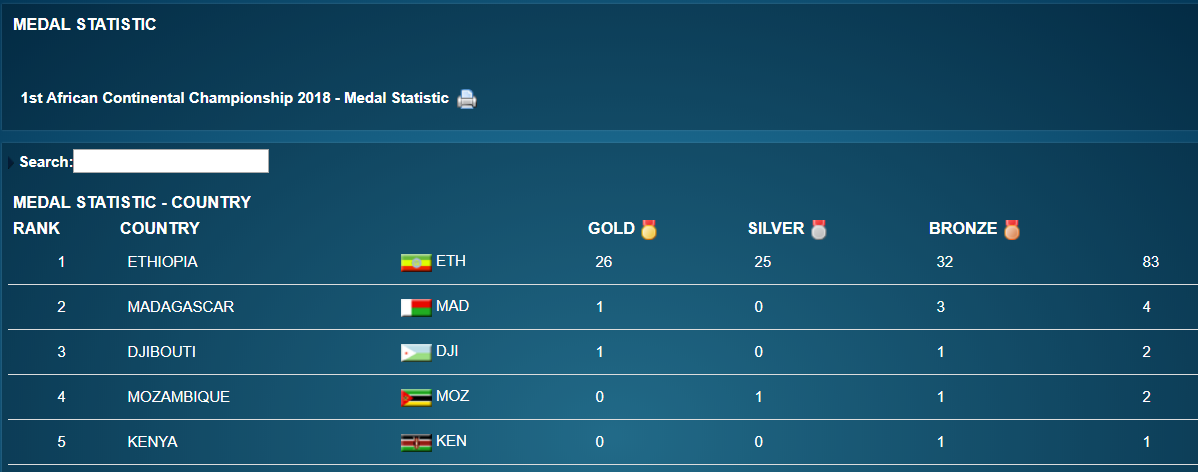 MEDAL STATISTIC
1st African Continental Championship 2018 - Medal Statistic
Search:
MEDAL STATISTIC - COUNTRY
RANK COUNTRY GOLD SILVER BRONZE
1 ETHIOPIA ETH 26 25 32 83
2 MADAGASCAR MAD 1 0 3 4
3 DJIBOUTI DJI 1 0 1 2
4 MOZAMBIQUE MOZ 0 1 1 2
5 KENYA KEN 0 0 1 1